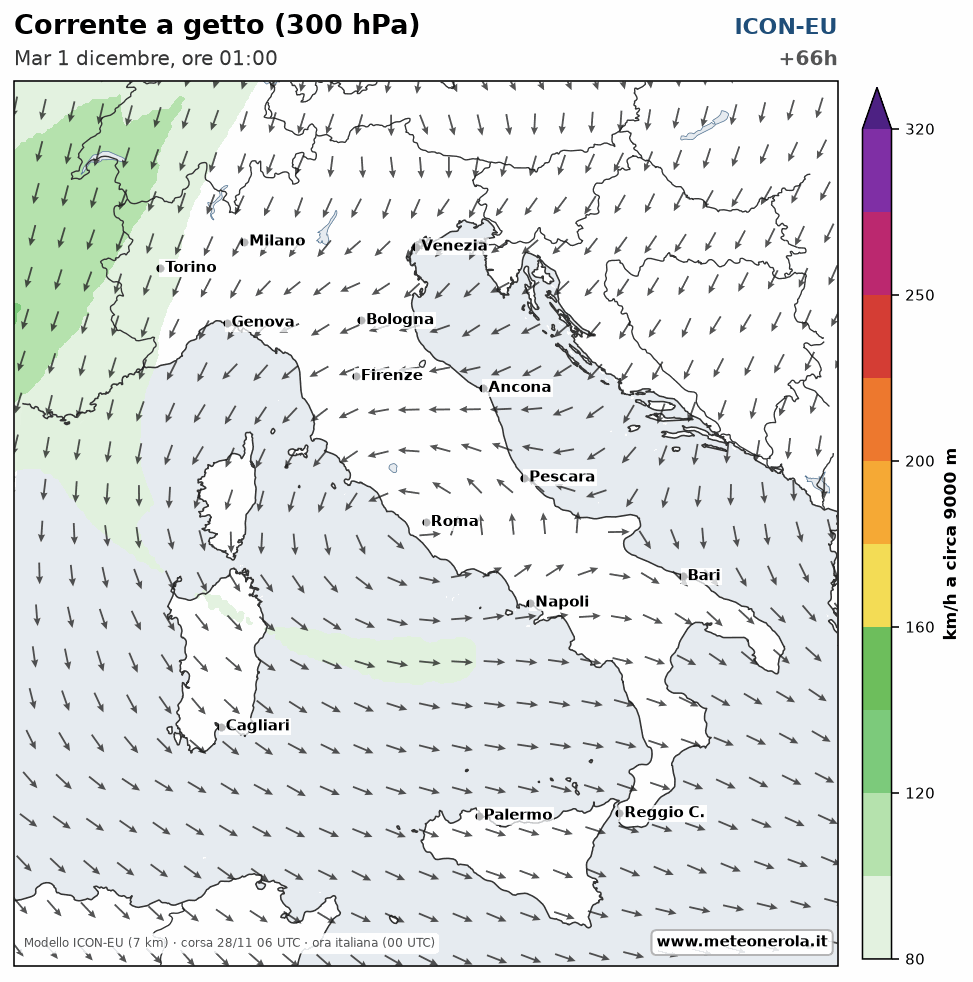 Corrente a getto (300 hPa)
ICON-EU
Mar 1 dicembre, ore 01:00
+66h
Milano
Venezia
Torino
Genova
Bologna
Firenze
Ancona
Pescara
Roma
Bari
Napoli
Cagliari
Palermo
Reggio C.
320
250
200
160
120
80
km/h a circa 9000 m
Modello ICON-EU (7 km) · corsa 28/11 06 UTC · ora italiana (00 UTC)
www.meteonerola.it